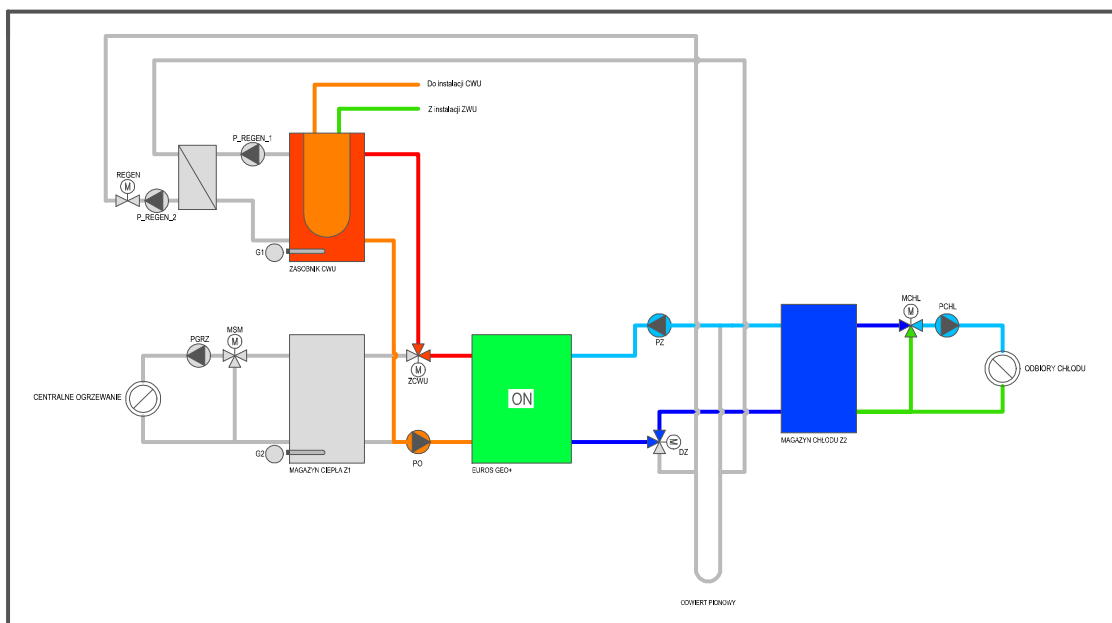 Do instalacji CWU
Z instalacji ZWU
P_REGEN_1
REGEN
M
P_REGEN_2
G1
ZASOBNIK CWU
MCHL
M
PCHL
MSM
M
PGRZ
PZ
M
ZCWU
ON
ODBIORY CHŁODU
CENTRALNE OGRZEWANIE
M
DZ
MAGAZYN CHŁODU Z2
G2
PO
MAGAZYN CIEPŁA Z1
EUROS GEO+
ODWIERT PIONOWY